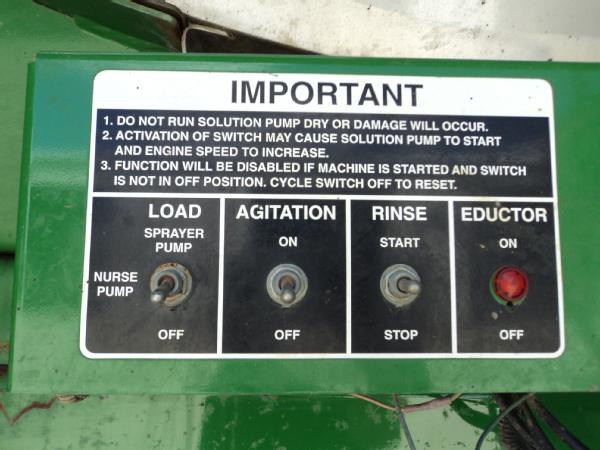 IMPORTANT
1. DO NOT RUN SOLUTION PUMP DRY OR DAMAGE WILL OCCUR.
2. ACTIVATION OF SWITCH MAY CAUSE SOLUTION PUMP TO START
AND ENGINE SPEED TO INCREASE.
3. FUNCTION WILL BE DISABLED IF MACHINE IS STARTED AND SWITCH
IS NOT IN OFF POSITION. CYCLE SWITCH OFF TO RESET.
LOAD
SPRAYER
PUMP
NURSE
PUMP
OFF
AGITATION
ON
OFF
RINSE
START
STOP
EDUCTOR
ON
OFF